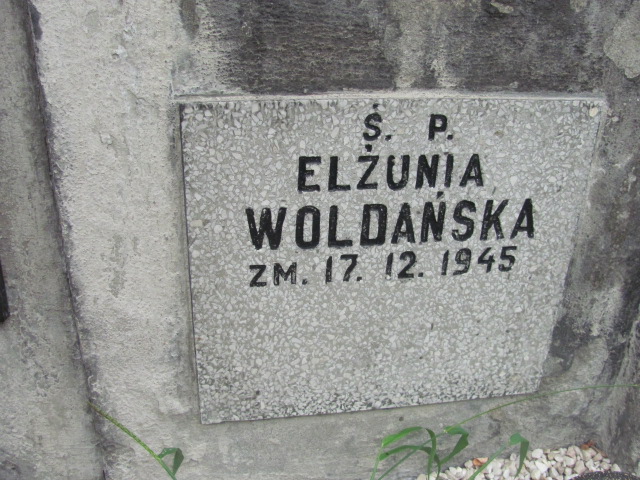 Ś. P.
ELŻUNIA
WOLDAŃSKA
ZM. 17. 12. 1945